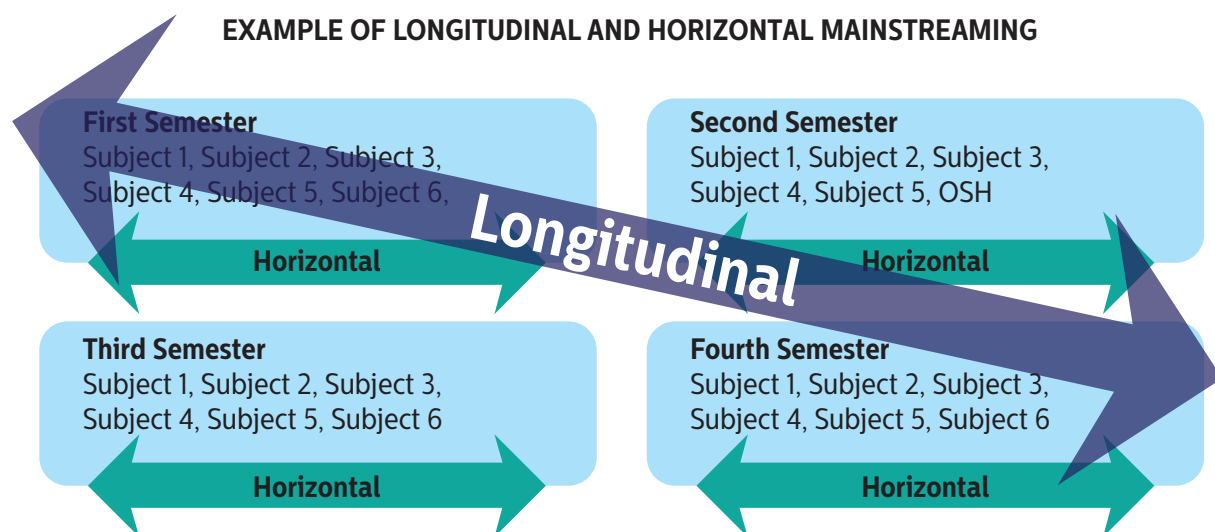 EXAMPLE OF LONGITUDINAL AND HORIZONTAL MAINSTREAMING
First Semester
Subject 1, Subject 2, Subject 3,
Subject 4, Subject 5, Subject 6,
Horizontal
Second Semester
Subject 1, Subject 2, Subject 3,
Subject 4, Subject 5, OSH
Horizontal
Longitudinal
Third Semester
Subject 1, Subject 2, Subject 3,
Subject 4, Subject 5, Subject 6
Horizontal
Fourth Semester
Subject 1, Subject 2, Subject 3,
Subject 4, Subject 5, Subject 6
Horizontal